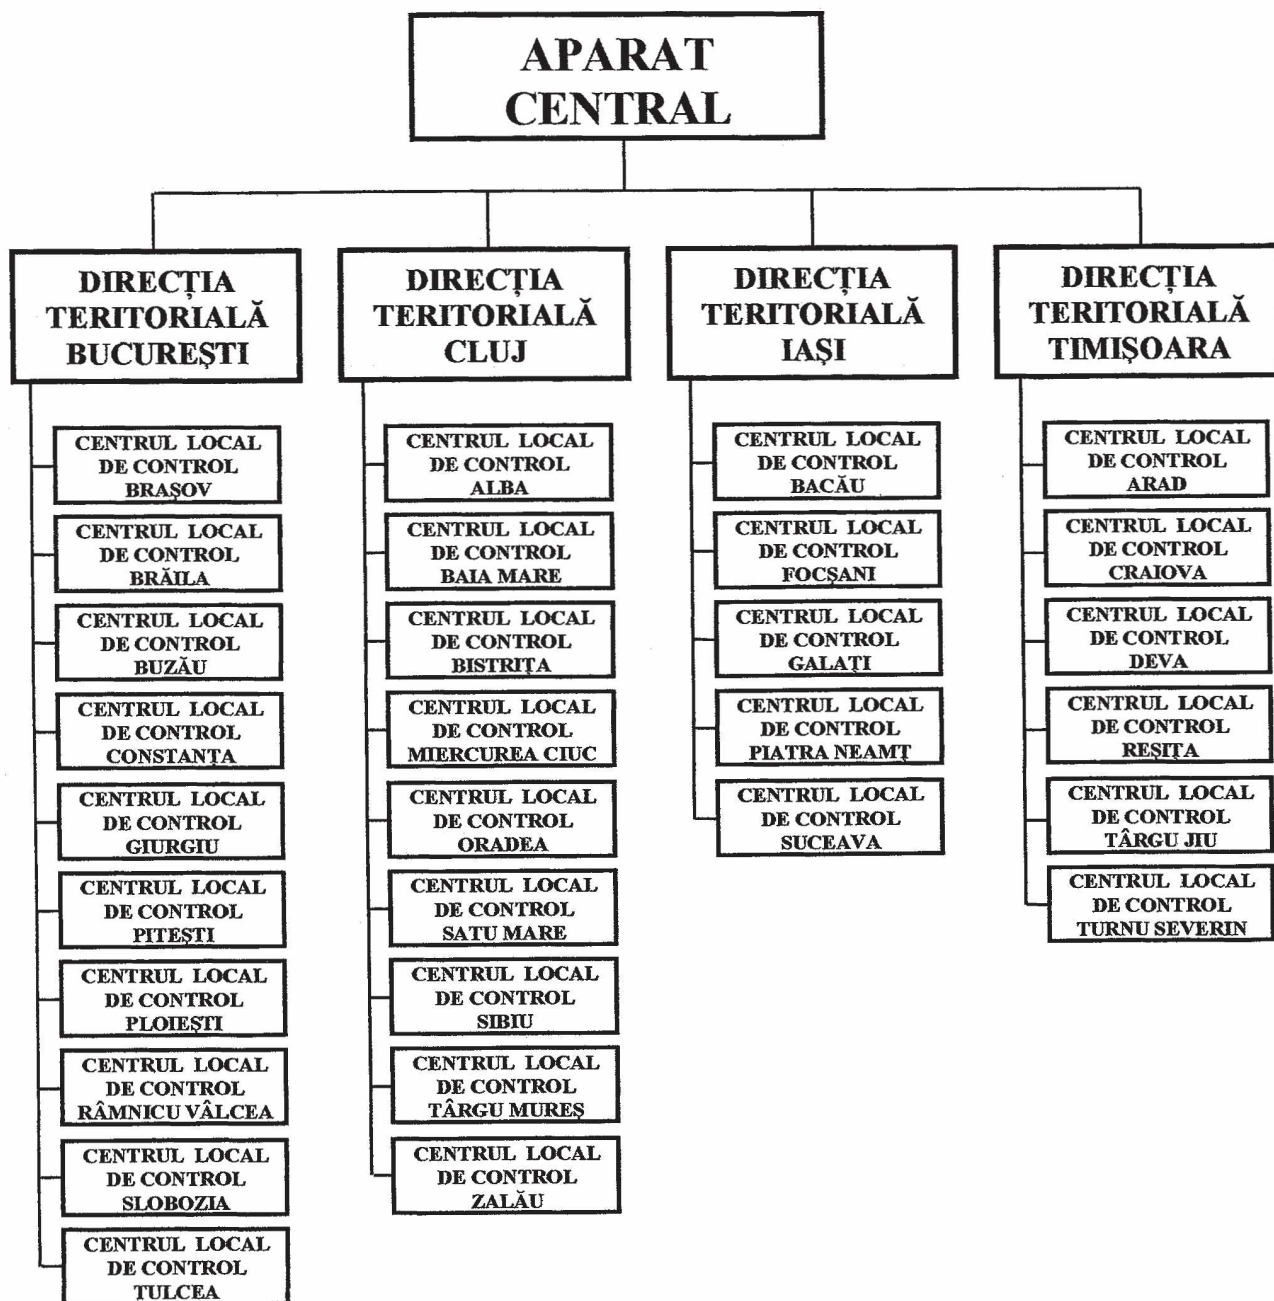 APARAT
CENTRAL
DIRECȚIA
TERITORIALĂ
BUCUREȘTI
CENTRUL LOCAL
DE CONTROL
BRAȘOV
CENTRUL LOCAL
DE CONTROL
BRĂILA
CENTRUL LOCAL
DE CONTROL
BUZĂU
CENTRUL LOCAL
DE CONTROL
CONSTANȚA
CENTRUL LOCAL
DE CONTROL
GIURGIU
CENTRUL LOCAL
DE CONTROL
PITEȘTI
CENTRUL LOCAL
DE CONTROL
PLOIEȘTI
CENTRUL LOCAL
DE CONTROL
RÂMNICU VÂLCEA
CENTRUL LOCAL
DE CONTROL
SLOBOZIA
CENTRUL LOCAL
DE CONTROL
TULCEA
DIRECȚIA
TERITORIALĂ
CLUJ
CENTRUL LOCAL
DE CONTROL
ALBA
CENTRUL LOCAL
DE CONTROL
BAIA MARE
CENTRUL LOCAL
DE CONTROL
BISTRIȚA
CENTRUL LOCAL
DE CONTROL
MIERCUREA CIUC
CENTRUL LOCAL
DE CONTROL
ORADEA
CENTRUL LOCAL
DE CONTROL
SATU MARE
CENTRUL LOCAL
DE CONTROL
SIBIU
CENTRUL LOCAL
DE CONTROL
TÂRGU MUREȘ
CENTRUL LOCAL
DE CONTROL
ZALĂU
DIRECȚIA
TERITORIALĂ
IAȘI
CENTRUL LOCAL
DE CONTROL
BACĂU
CENTRUL LOCAL
DE CONTROL
FOCȘANI
CENTRUL LOCAL
DE CONTROL
GALAȚI
CENTRUL LOCAL
DE CONTROL
PIATRA NEAMȚ
CENTRUL LOCAL
DE CONTROL
SUCEAVA
DIRECȚIA
TERITORIALĂ
TIMIȘOARA
CENTRUL LOCAL
DE CONTROL
ARAD
CENTRUL LOCAL
DE CONTROL
CRAIOVA
CENTRUL LOCAL
DE CONTROL
DEVA
CENTRUL LOCAL
DE CONTROL
REȘIȚA
CENTRUL LOCAL
DE CONTROL
TÂRGU JIU
CENTRUL LOCAL
DE CONTROL
TURNU SEVERIN